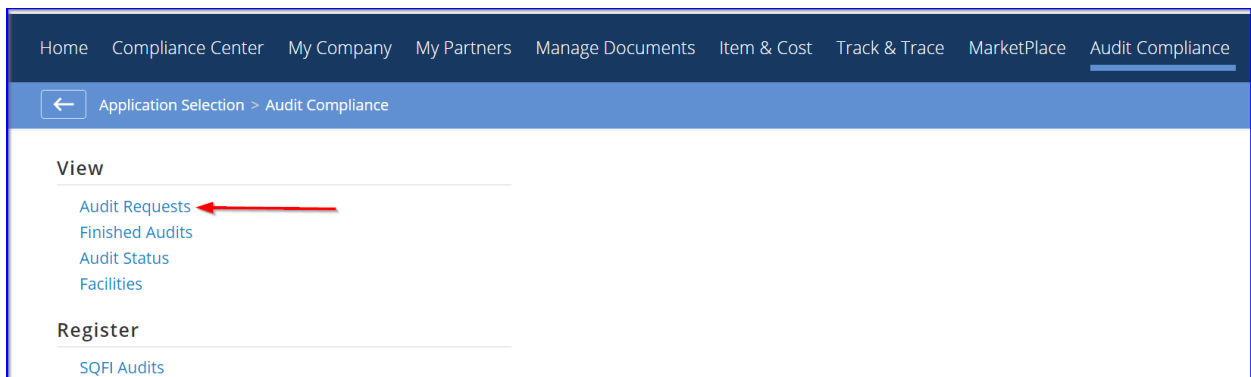 Home Compliance Center My Company My Partners Manage Documents Item & Cost Track & Trace MarketPlace Audit Compliance
Application Selection > Audit Compliance
View
Audit Requests
Finished Audits
Audit Status
Facilities
Register
SQFI Audits